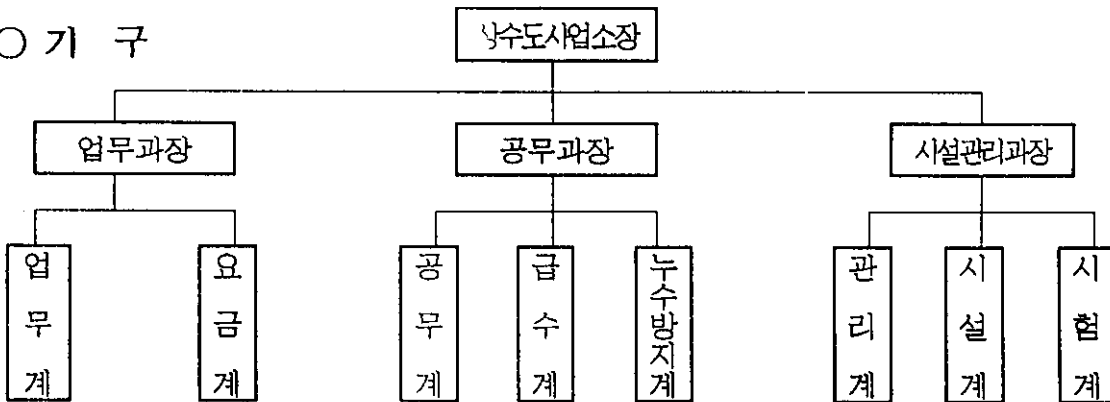 ○ 기 구
상수도사업소장
업무과장
공무과장
시설관리과장
업무계
요금계
공무계
급수계
누수방지계
관리계
시설계
시험계